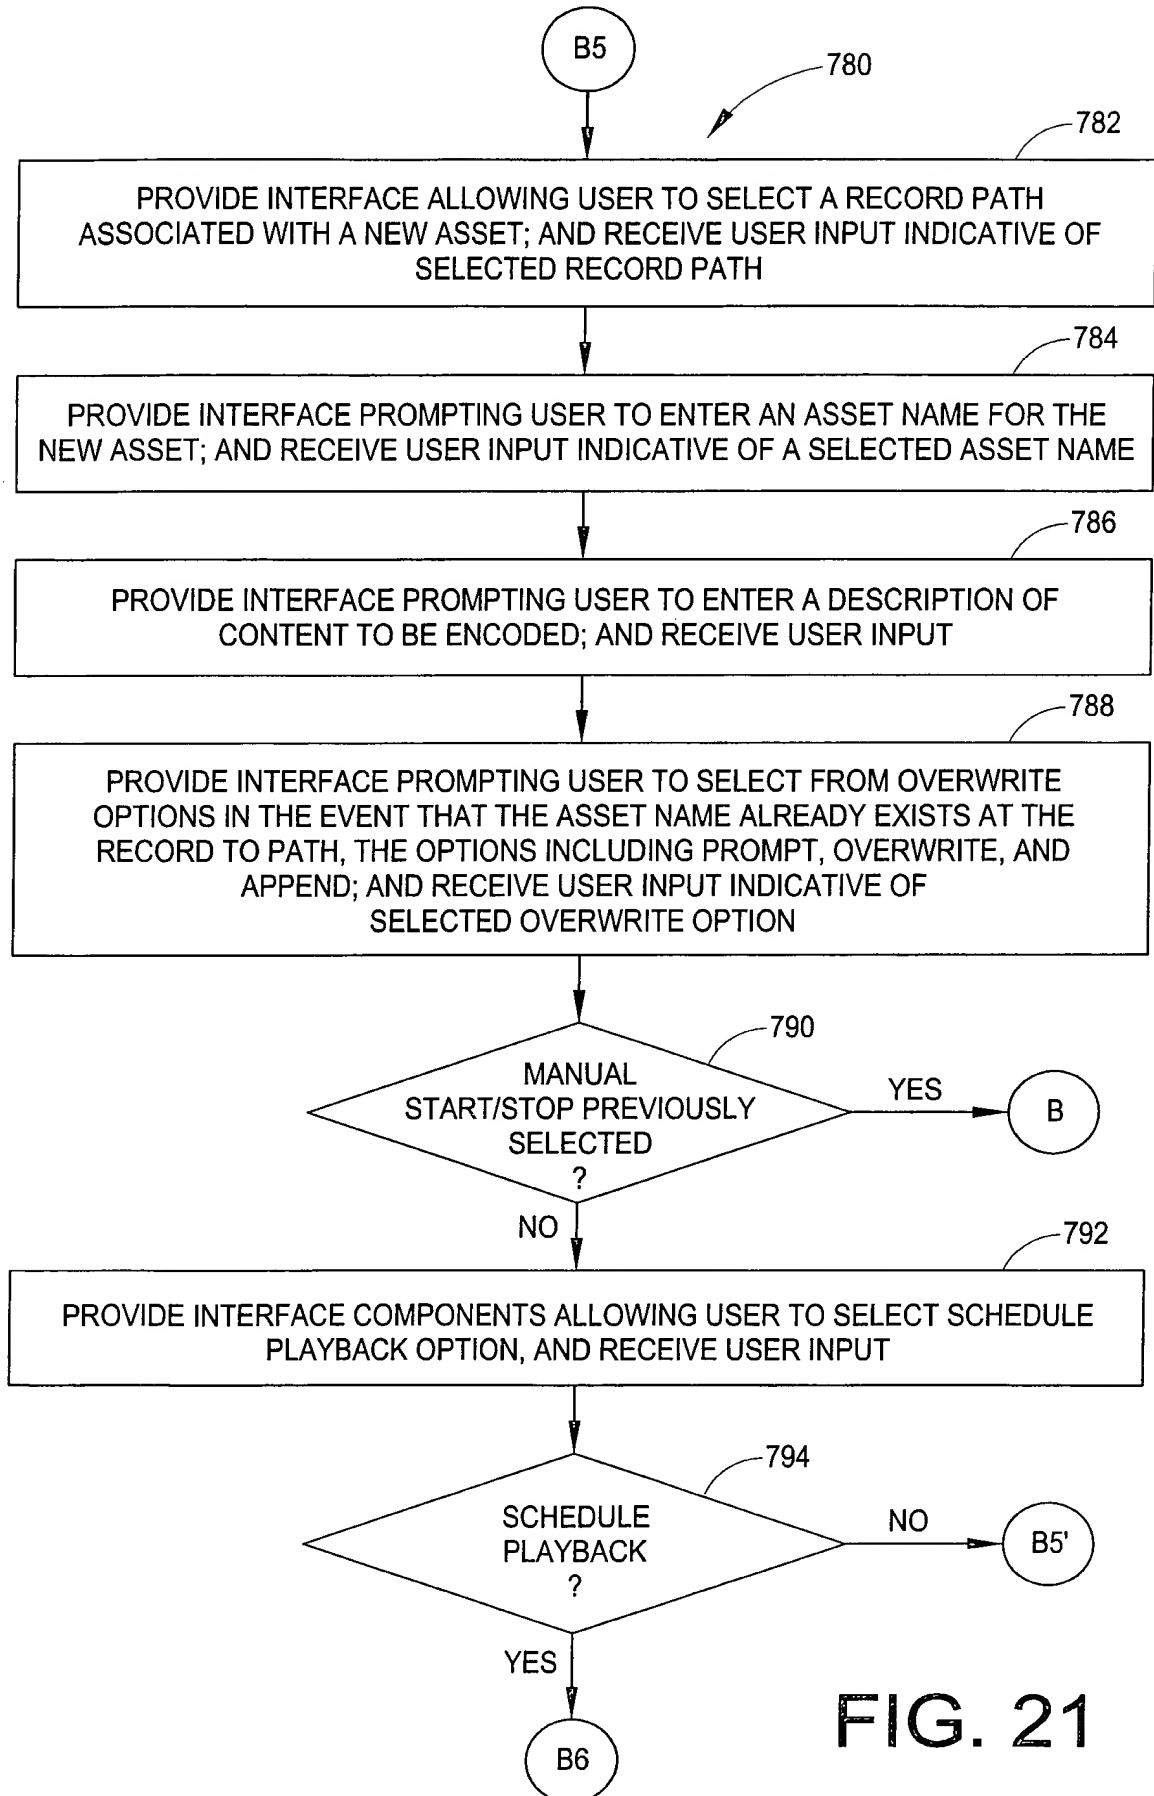 B5
780
782
PROVIDE INTERFACE ALLOWING USER TO SELECT A RECORD PATH
ASSOCIATED WITH A NEW ASSET; AND RECEIVE USER INPUT INDICATIVE OF
SELECTED RECORD PATH
784
PROVIDE INTERFACE PROMPTING USER TO ENTER AN ASSET NAME FOR THE
NEW ASSET; AND RECEIVE USER INPUT INDICATIVE OF A SELECTED ASSET NAME
786
PROVIDE INTERFACE PROMPTING USER TO ENTER A DESCRIPTION OF
CONTENT TO BE ENCODED; AND RECEIVE USER INPUT
788
PROVIDE INTERFACE PROMPTING USER TO SELECT FROM OVERWRITE
OPTIONS IN THE EVENT THAT THE ASSET NAME ALREADY EXISTS AT THE
RECORD TO PATH, THE OPTIONS INCLUDING PROMPT, OVERWRITE, AND
APPEND; AND RECEIVE USER INPUT INDICATIVE OF
SELECTED OVERWRITE OPTION
790
MANUAL
START/STOP PREVIOUSLY
SELECTED
?
YES
B
NO
792
PROVIDE INTERFACE COMPONENTS ALLOWING USER TO SELECT SCHEDULE
PLAYBACK OPTION, AND RECEIVE USER INPUT
794
SCHEDULE
PLAYBACK
?
NO
B5'
YES
B6
FIG. 21